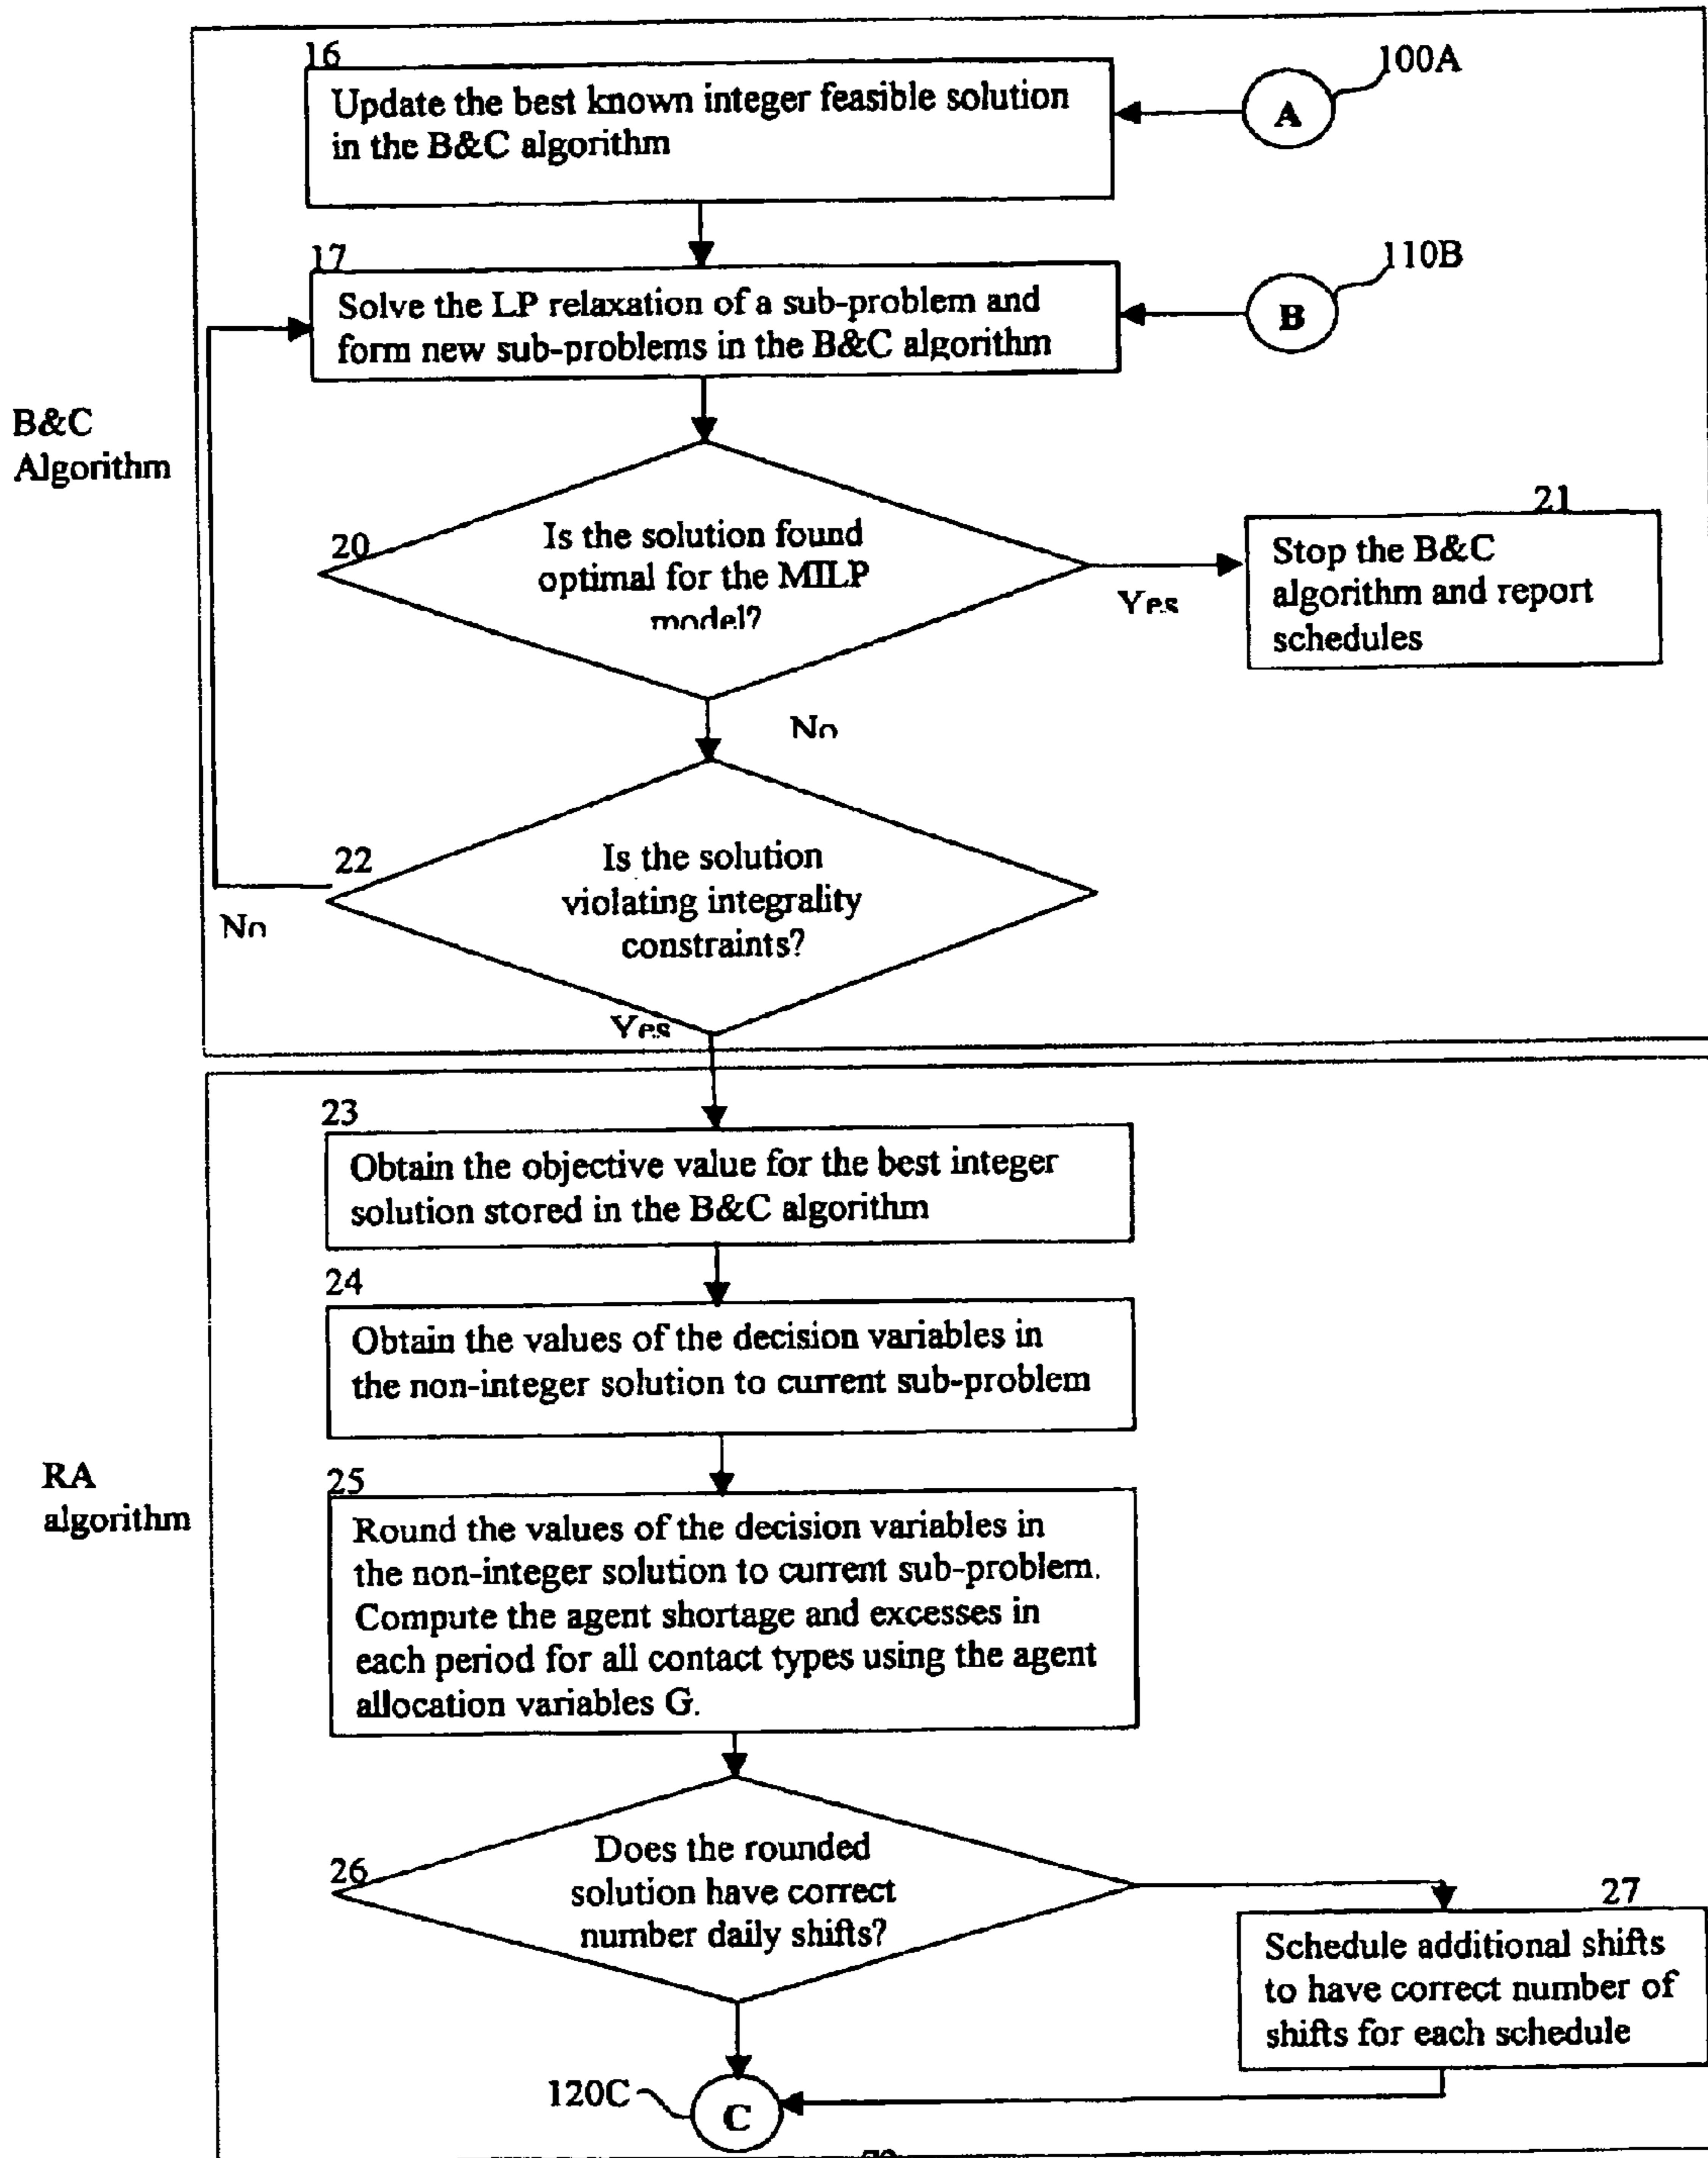 16
Update the best known integer feasible solution
in the B&C algorithm
100A
A
17
Solve the LP relaxation of a sub-problem and
form new sub-problems in the B&C algorithm
110B
B
B&C
Algorithm
20
Is the solution found
optimal for the MILP
model?
Yes
21
Stop the B&C
algorithm and report
schedules
No
22
Is the solution
violating integrality
constraints?
No
Yes
23
Obtain the objective value for the best integer
solution stored in the B&C algorithm
24
Obtain the values of the decision variables in
the non-integer solution to current sub-problem
RA
algorithm
25
Round the values of the decision variables in
the non-integer solution to current sub-problem.
Compute the agent shortage and excesses in
each period for all contact types using the agent
allocation variables G.
26
Does the rounded
solution have correct
number daily shifts?
27
Schedule additional shifts
to have correct number of
shifts for each schedule
120C
C